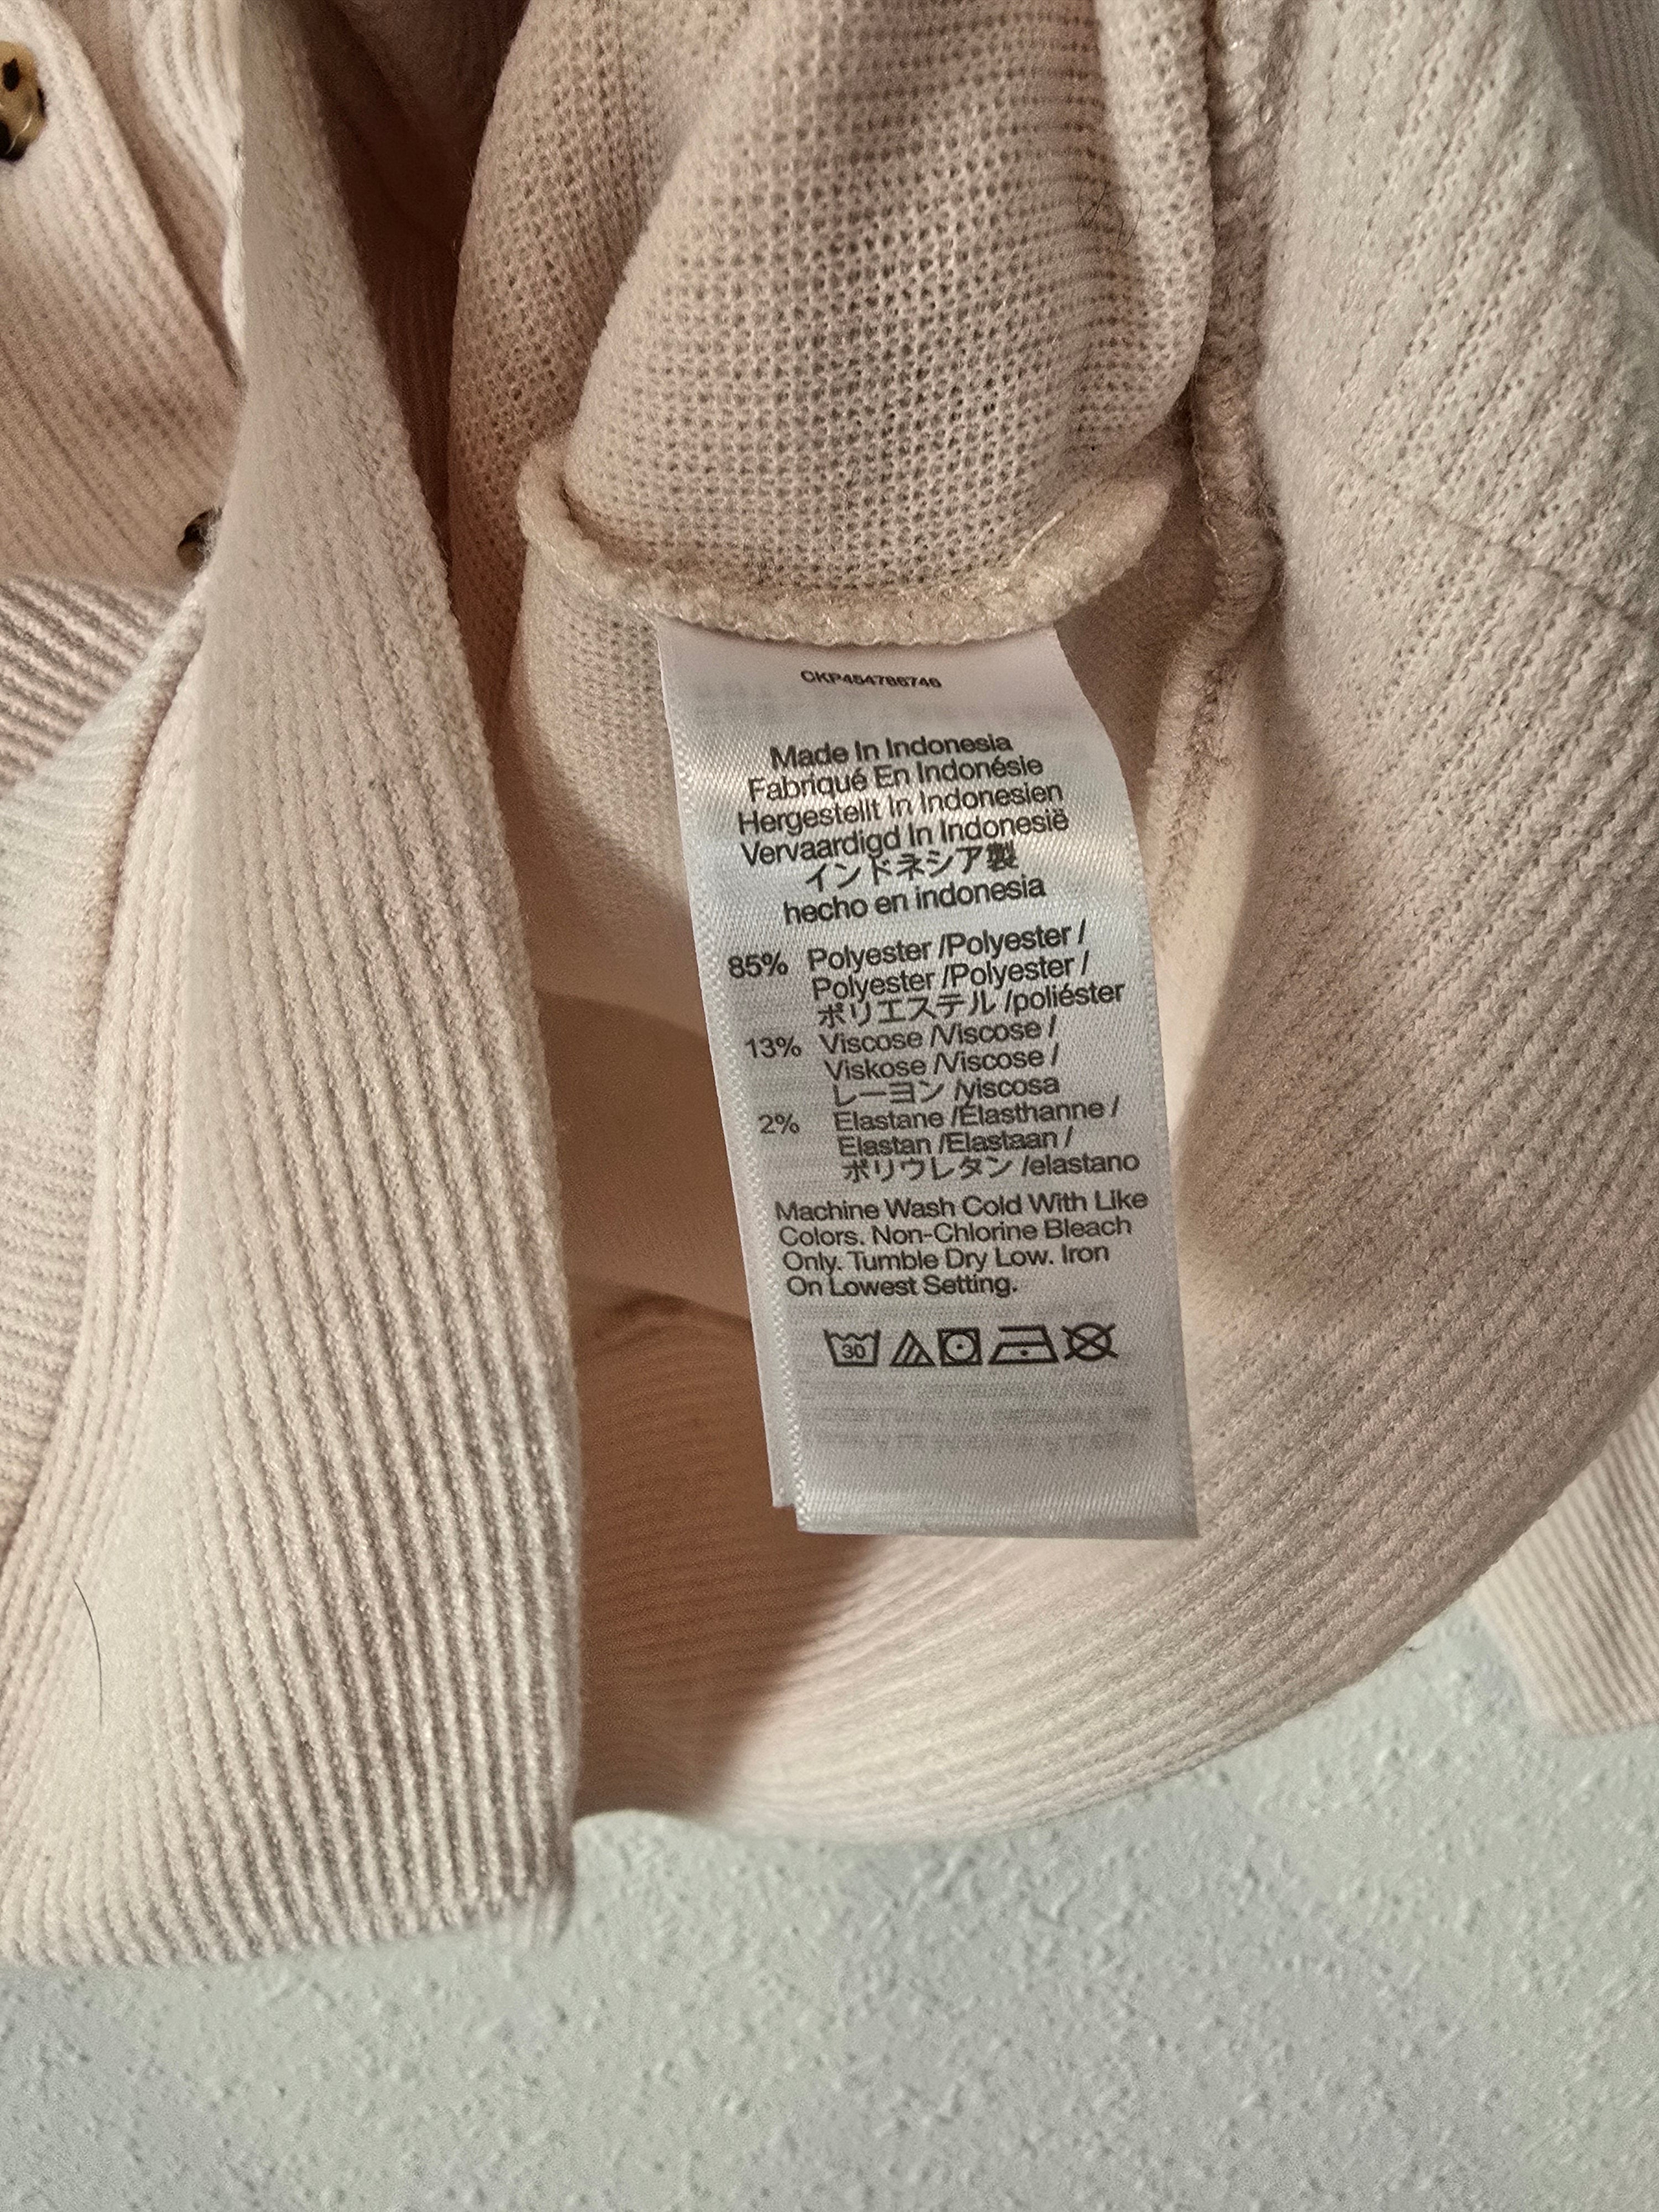 CKP454786746
Made In Indonesia
Fabriqué En Indonésie
Hergestellt In Indonesien
Vervaardigd In Indonesië
インドネシア製
hecho en indonesia
85% Polyester /Polyester /
Polyester /Polyester /
ポリエステル /poliéster
13% Viscose /Viscose /
Viskose /Viscose /
レーヨン /viscosa
2% Elastane /Élasthanne /
Elastan /Elastaan /
ポリウレタン /elastano
Machine Wash Cold With Like
Colors. Non-Chlorine Bleach
Only. Tumble Dry Low. Iron
On Lowest Setting.
30